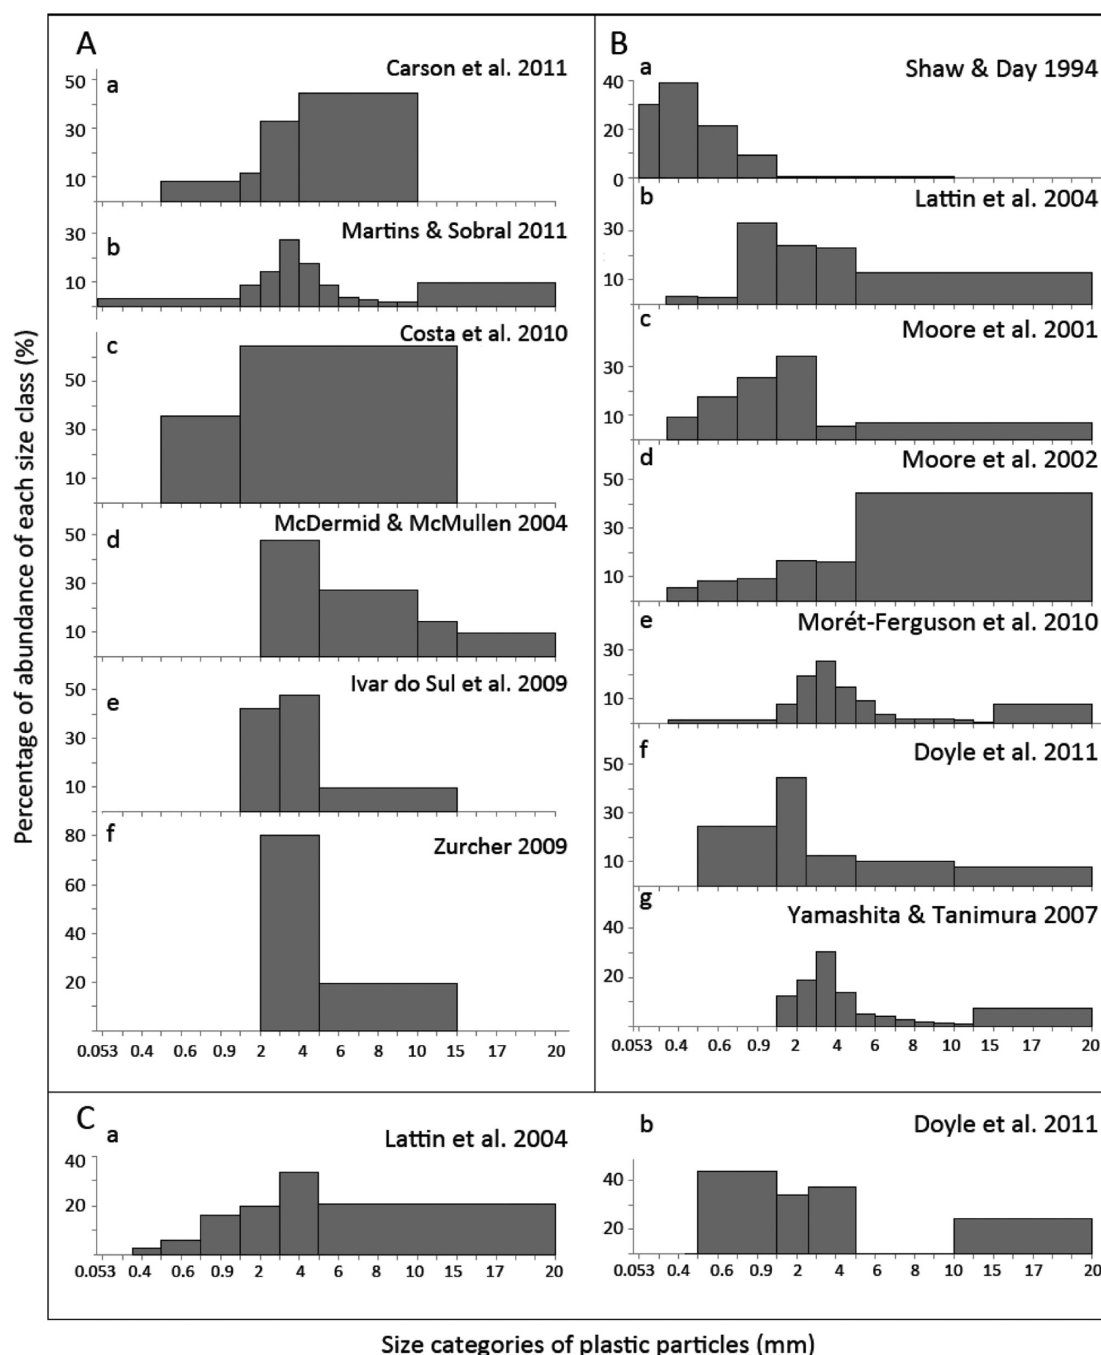 Percentage of abundance of each size class (%)
A
a
Carson et al. 2011
50
30
10
b
Martins & Sobral 2011
30
10
c
Costa et al. 2010
50
30
10
d
McDermid & McMullen 2004
50
30
10
e
Ivar do Sul et al. 2009
50
30
10
f
Zurcher 2009
80
60
40
20
0.053 0.4 0.6 0.9 2 4 6 8 10 15 17 20
B
a
Shaw & Day 1994
40
20
0
b
Lattin et al. 2004
30
10
c
Moore et al. 2001
30
10
d
Moore et al. 2002
50
30
10
e
Morét-Ferguson et al. 2010
30
10
f
Doyle et al. 2011
50
30
10
g
Yamashita & Tanimura 2007
40
20
0.053 0.4 0.6 0.9 2 4 6 8 10 15 17 20
C
a
Lattin et al. 2004
40
20
0.053 0.4 0.6 0.9 2 4 6 8 10 15 17 20
b
Doyle et al. 2011
40
20
0.053 0.4 0.6 0.9 2 4 6 8 10 15 17 20
Size categories of plastic particles (mm)